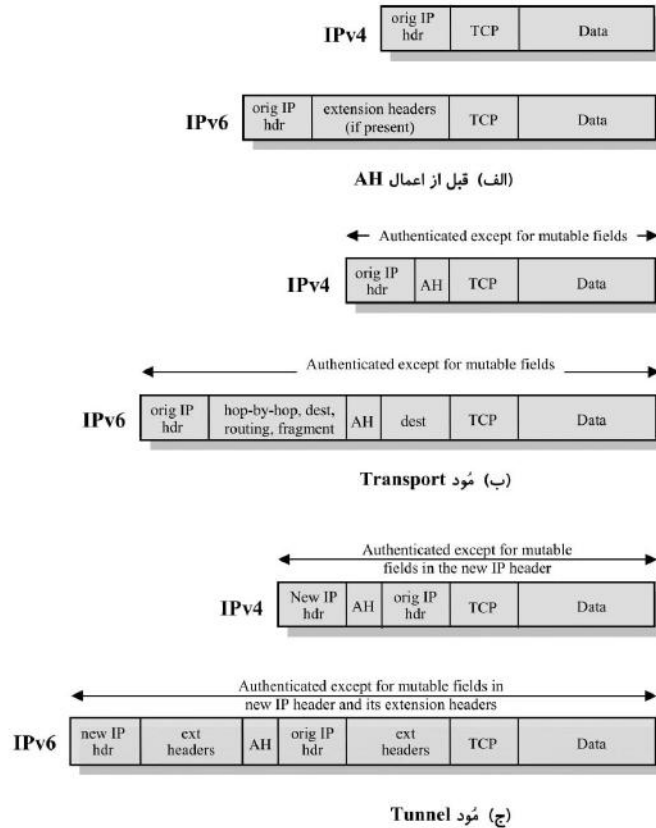 IPv4 orig IP hdr TCP Data
IPv6 orig IP hdr extension headers (if present) TCP Data
(الف) قبل از اعمال AH
Authenticated except for mutable fields
IPv4 orig IP hdr AH TCP Data
Authenticated except for mutable fields
IPv6 orig IP hdr hop-by-hop, dest, routing, fragment AH dest TCP Data
(ب) مُود Transport
Authenticated except for mutable
fields in the new IP header
IPv4 New IP hdr AH orig IP hdr TCP Data
Authenticated except for mutable fields in
new IP header and its extension headers
IPv6 new IP hdr ext headers AH orig IP hdr ext headers TCP Data
(ج) مُود Tunnel